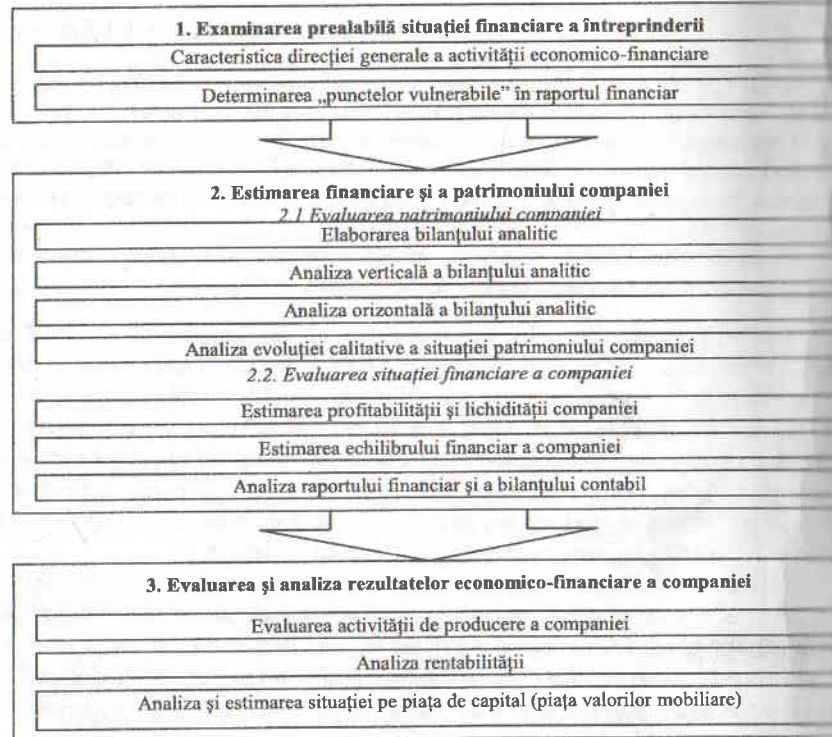 1. Examinarea prealabilă situației financiare a întreprinderii
Caracteristica direcției generale a activității economico-financiare
Determinarea „punctelor vulnerabile” în raportul financiar
2. Estimarea financiare și a patrimoniului companiei
2.1 Evaluarea patrimoniului companiei
Elaborarea bilanțului analitic
Analiza verticală a bilanțului analitic
Analiza orizontală a bilanțului analitic
Analiza evoluției calitative a situației patrimoniului companiei
2.2. Evaluarea situației financiare a companiei
Estimarea profitabilității și lichidității companiei
Estimarea echilibrului financiar a companiei
Analiza raportului financiar și a bilanțului contabil
3. Evaluarea și analiza rezultatelor economico-financiare a companiei
Evaluarea activității de producere a companiei
Analiza rentabilității
Analiza și estimarea situației pe piața de capital (piața valorilor mobiliare)